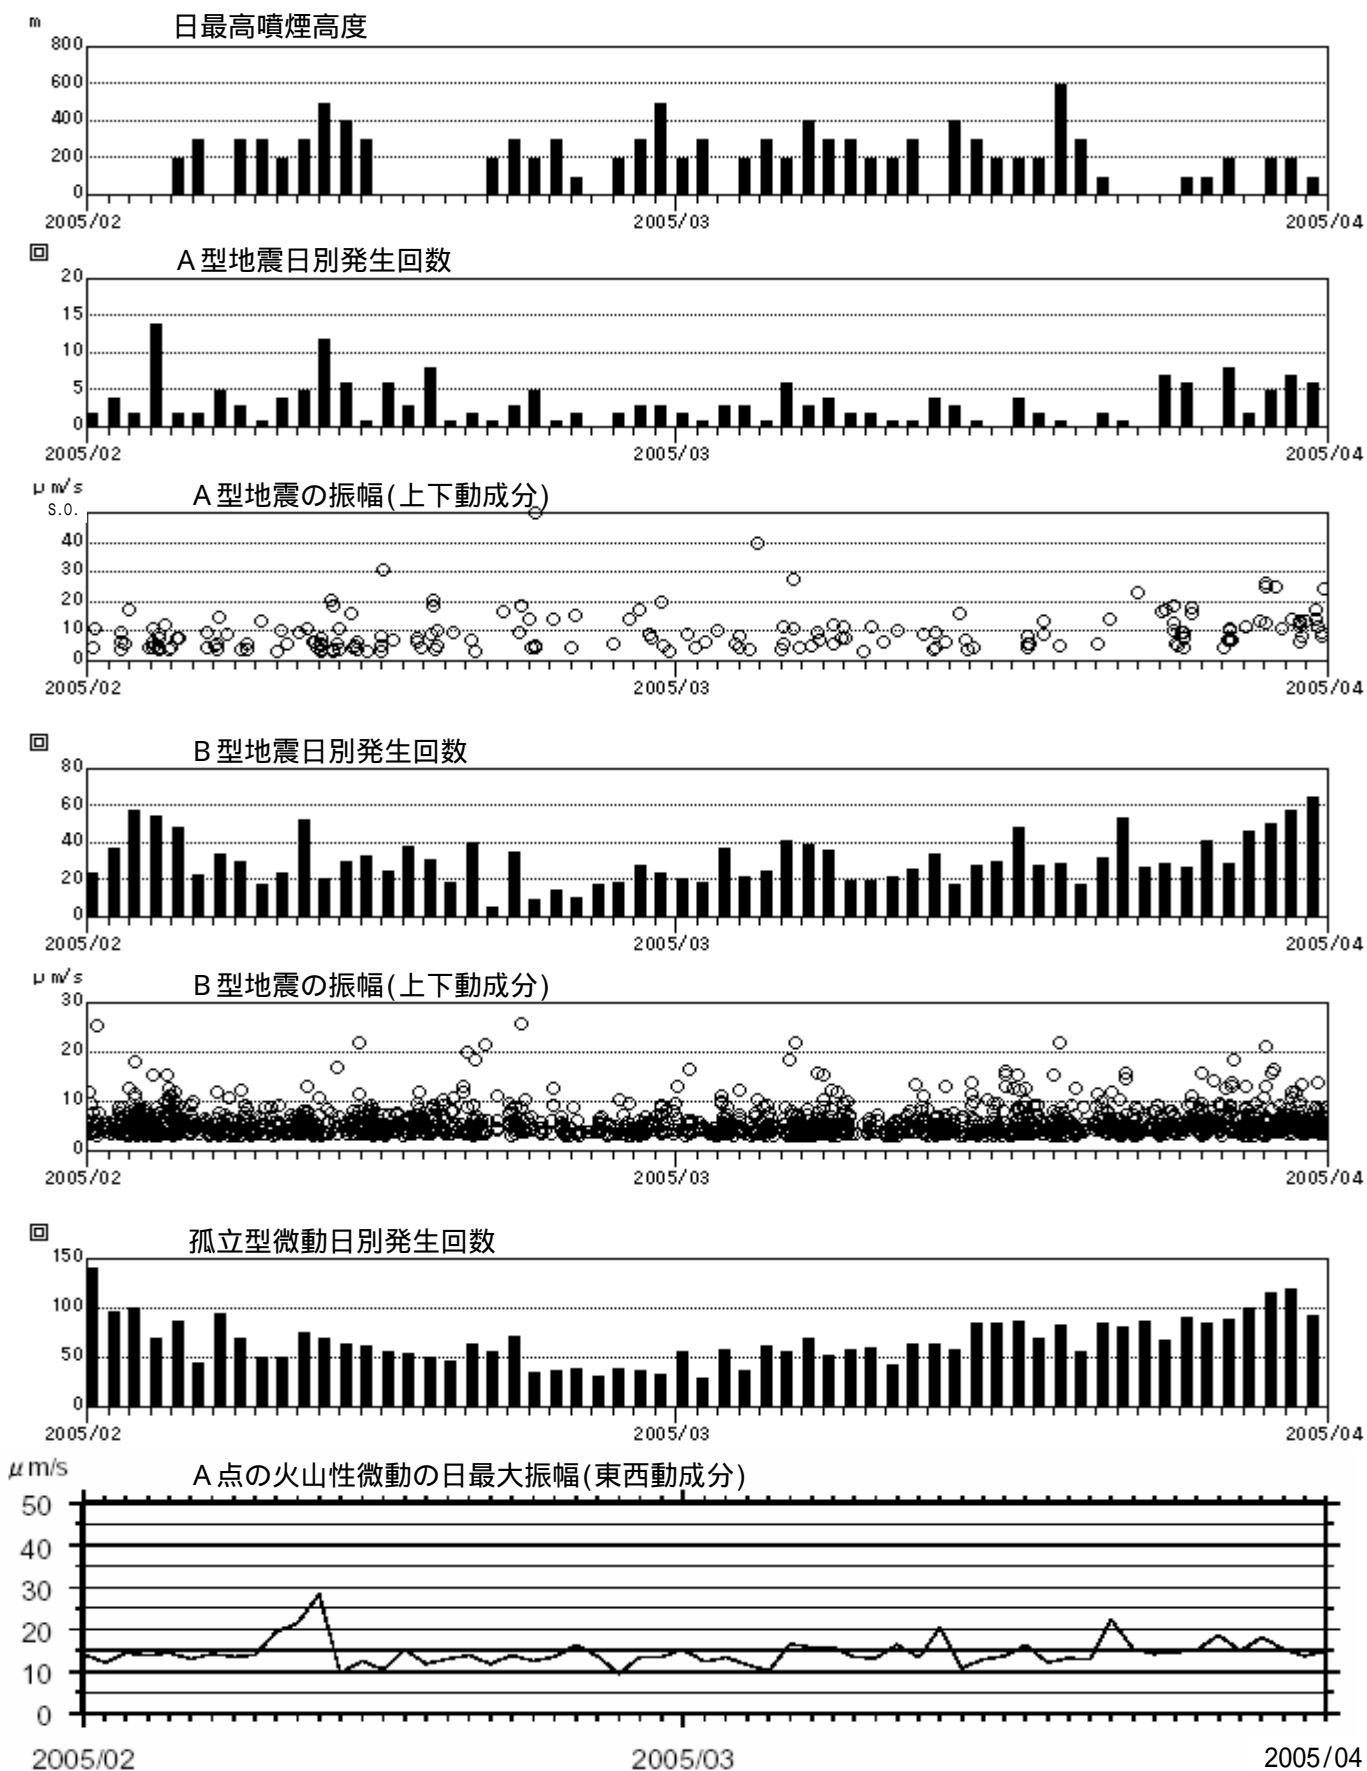 m 日最高噴煙高度
800
600
400
200
0
2005/02 2005/03 2005/04
回 A型地震日別発生回数
20
15
10
5
0
2005/02 2005/03 2005/04
μm/s A型地震の振幅(上下動成分)
S.O.
40
30
20
10
0
2005/02 2005/03 2005/04
回 B型地震日別発生回数
80
60
40
20
0
2005/02 2005/03 2005/04
μm/s B型地震の振幅(上下動成分)
30
20
10
0
2005/02 2005/03 2005/04
回 孤立型微動日別発生回数
150
100
50
0
2005/02 2005/03 2005/04
μm/s A点の火山性微動の日最大振幅(東西動成分)
50
40
30
20
10
0
2005/02 2005/03 2005/04